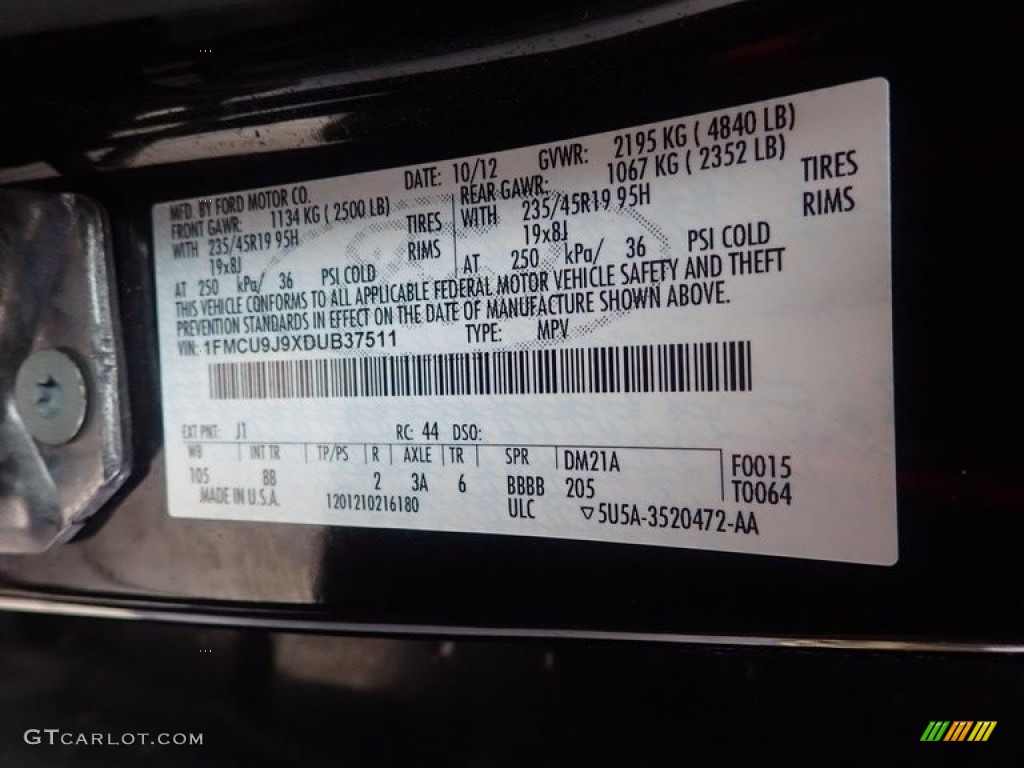 MFD. BY FORD MOTOR CO. DATE: 10/12 GVWR: 2195 KG ( 4840 LB)
FRONT GAWR: 1134 KG ( 2500 LB) REAR GAWR: 1067 KG ( 2352 LB)
WITH 235/45R19 95H TIRES WITH 235/45R19 95H TIRES
19x8J RIMS 19x8J RIMS
AT 250 kPa/ 36 PSI COLD AT 250 kPa/ 36 PSI COLD
THIS VEHICLE CONFORMS TO ALL APPLICABLE FEDERAL MOTOR VEHICLE SAFETY AND THEFT
PREVENTION STANDARDS IN EFFECT ON THE DATE OF MANUFACTURE SHOWN ABOVE.
VIN: 1FMCU9J9XDUB37511 TYPE: MPV
EXT PNT: J1 RC: 44 DSO:
WB INT TR TP/PS R AXLE TR SPR DM21A F0015
105 8B 2 3A 6 BBBB 205 T0064
MADE IN U.S.A. 1201210216180 ULC ▽5U5A-3520472-AA
GTCARLOT.COM